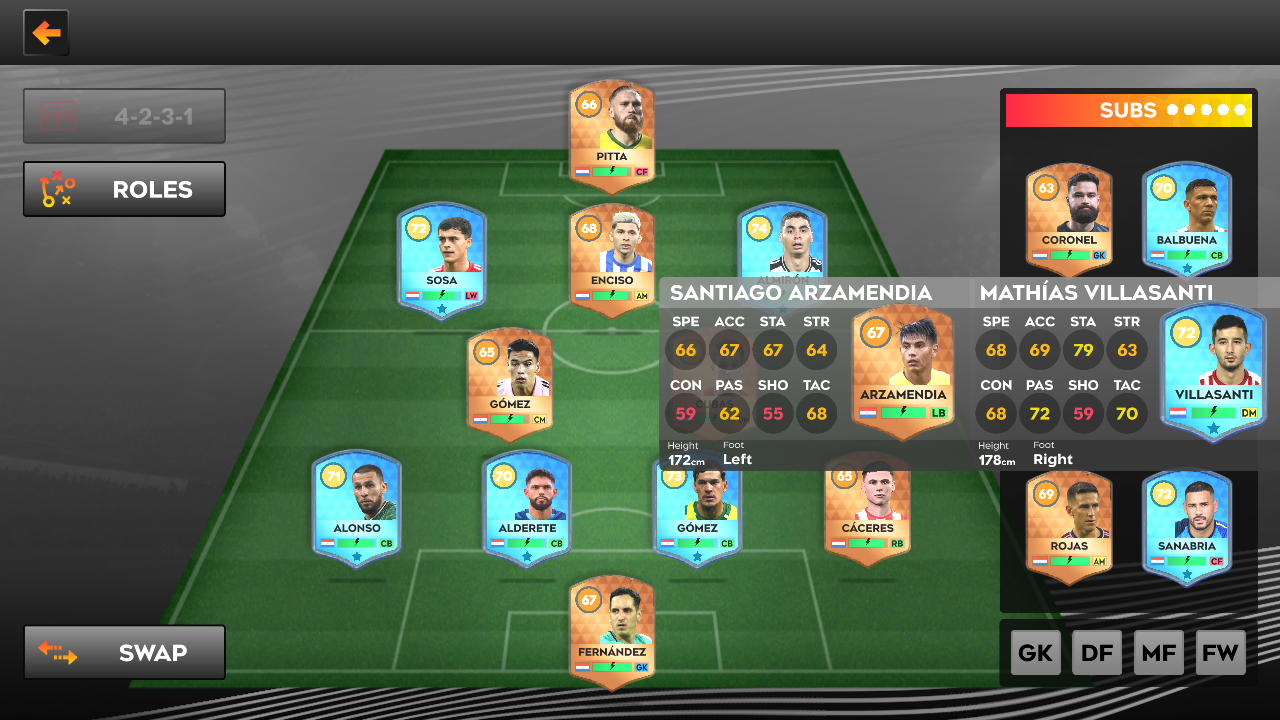 4-2-3-1
ROLES
SWAP
66
PITTA
CF
72
SOSA
LW
68
ENCISO
AM
74
ALMIRÓN
65
GÓMEZ
CM
CUBAS
71
ALONSO
CB
70
ALDERETE
CB
73
GÓMEZ
CB
65
CÁCERES
RB
67
FERNÁNDEZ
GK
SUBS
63
CORONEL
GK
70
BALBUENA
CB
SANTIAGO ARZAMENDIA
SPE ACC STA STR
66 67 67 64
CON PAS SHO TAC
59 62 55 68
Height Foot
172cm Left
67
ARZAMENDIA
LB
MATHÍAS VILLASANTI
SPE ACC STA STR
68 69 79 63
CON PAS SHO TAC
68 72 59 70
Height Foot
178cm Right
72
VILLASANTI
DM
69
ROJAS
AM
72
SANABRIA
CF
GK DF MF FW